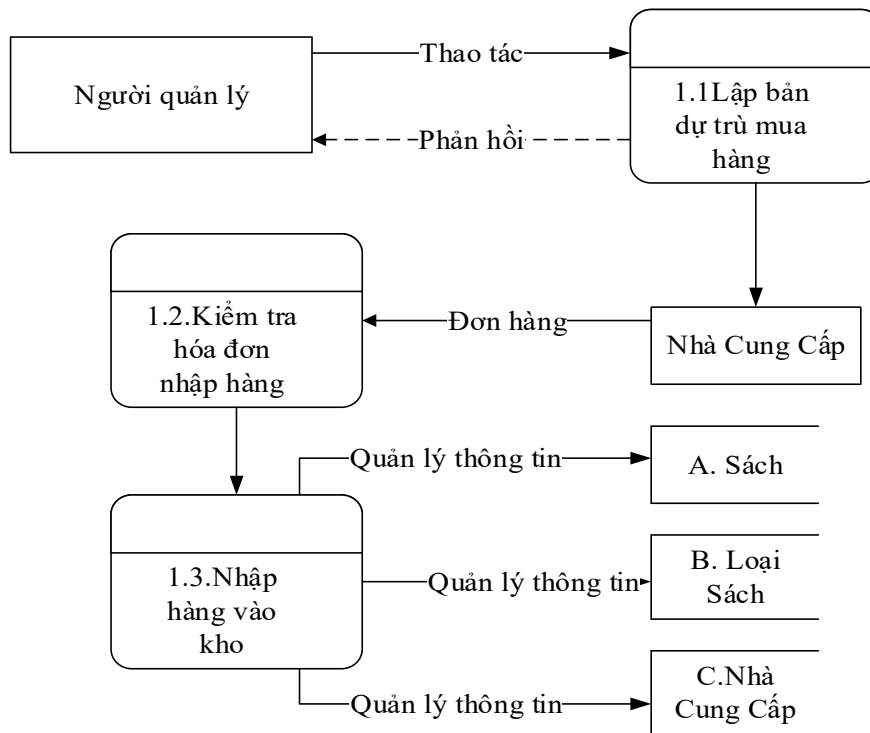 Người quản lý
Thao tác
Phản hồi
1.1Lập bản
dự trù mua
hàng
1.2.Kiểm tra
hóa đơn
nhập hàng
Đơn hàng
Nhà Cung Cấp
1.3.Nhập
hàng vào
kho
Quản lý thông tin
A. Sách
Quản lý thông tin
B. Loại
Sách
Quản lý thông tin
C.Nhà
Cung Cấp